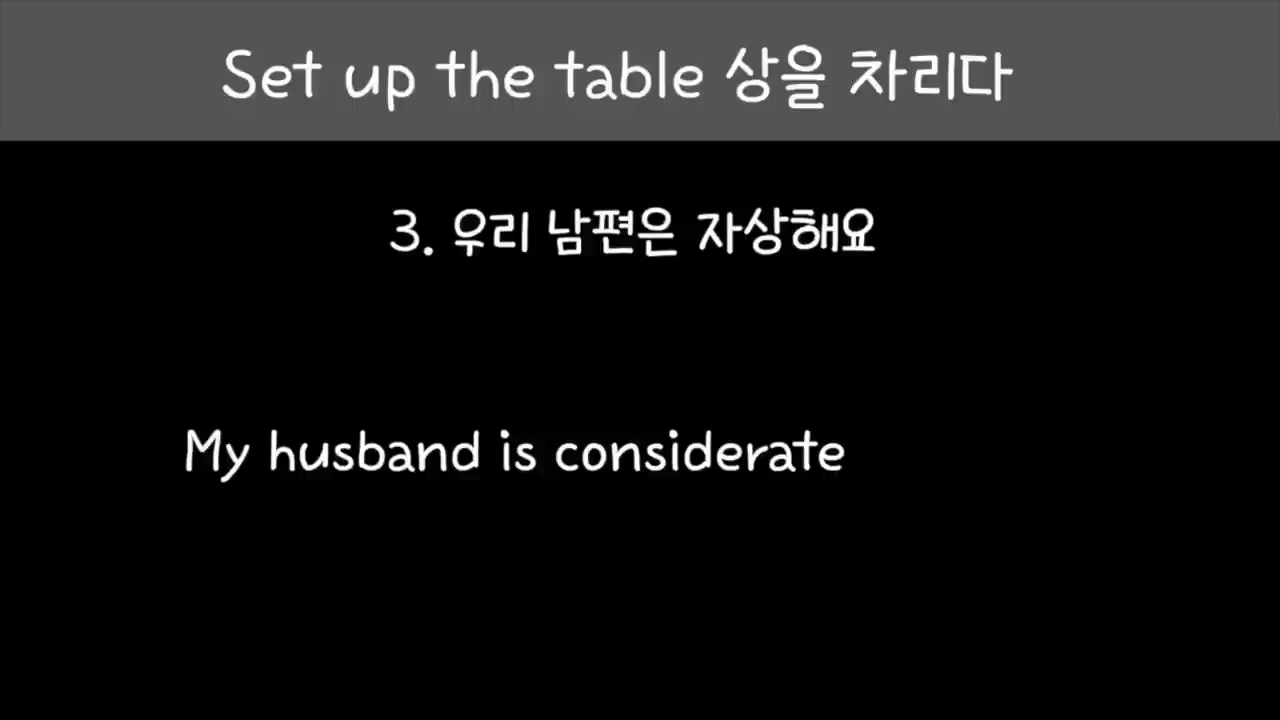 Set up the table 상을 차리다
3. 우리 남편은 자상해요
My husband is considerate